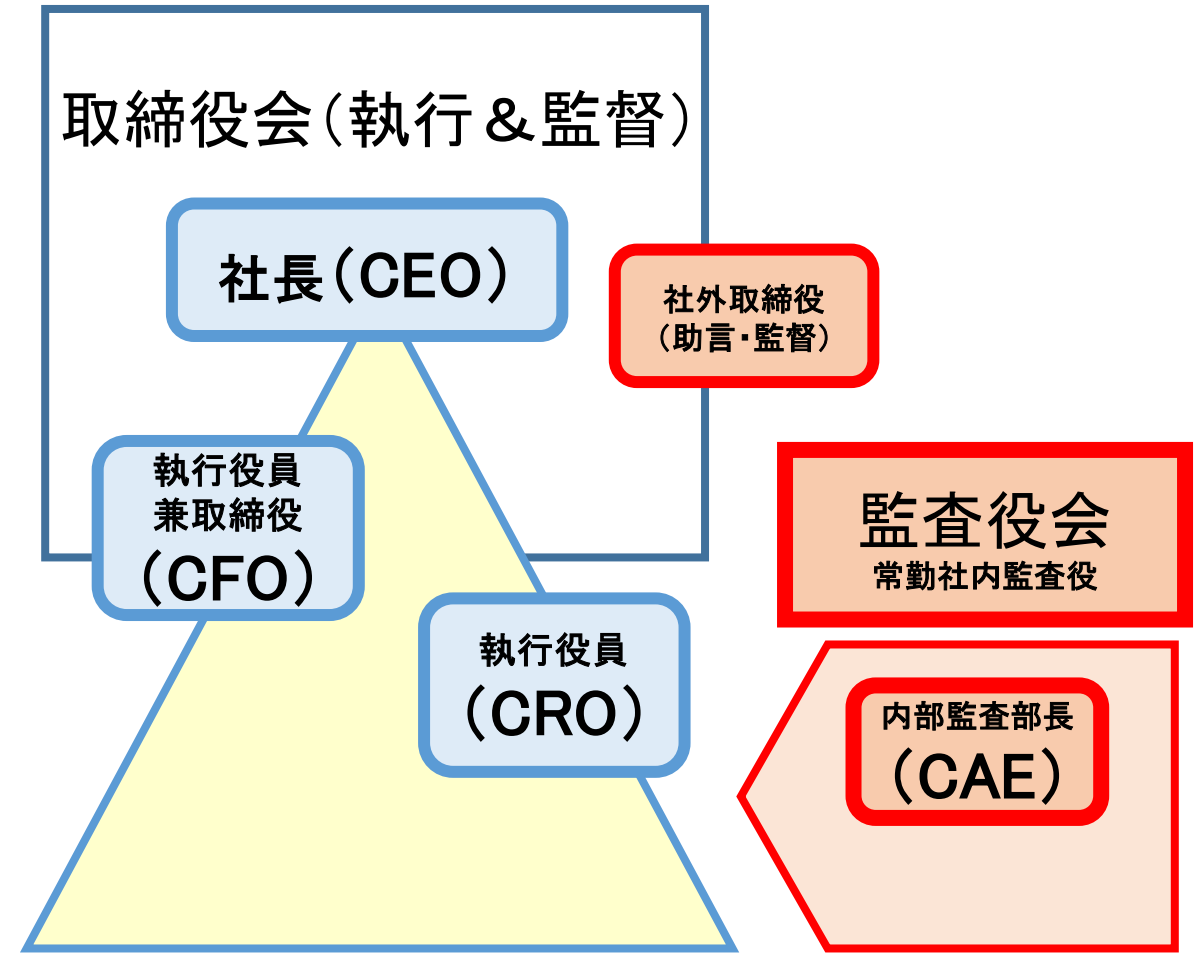 取締役会（執行＆監督）
社長（CEO）
社外取締役
（助言・監督）
執行役員
兼取締役
（CFO）
監査役会
常勤社内監査役
執行役員
（CRO）
内部監査部長
（CAE）